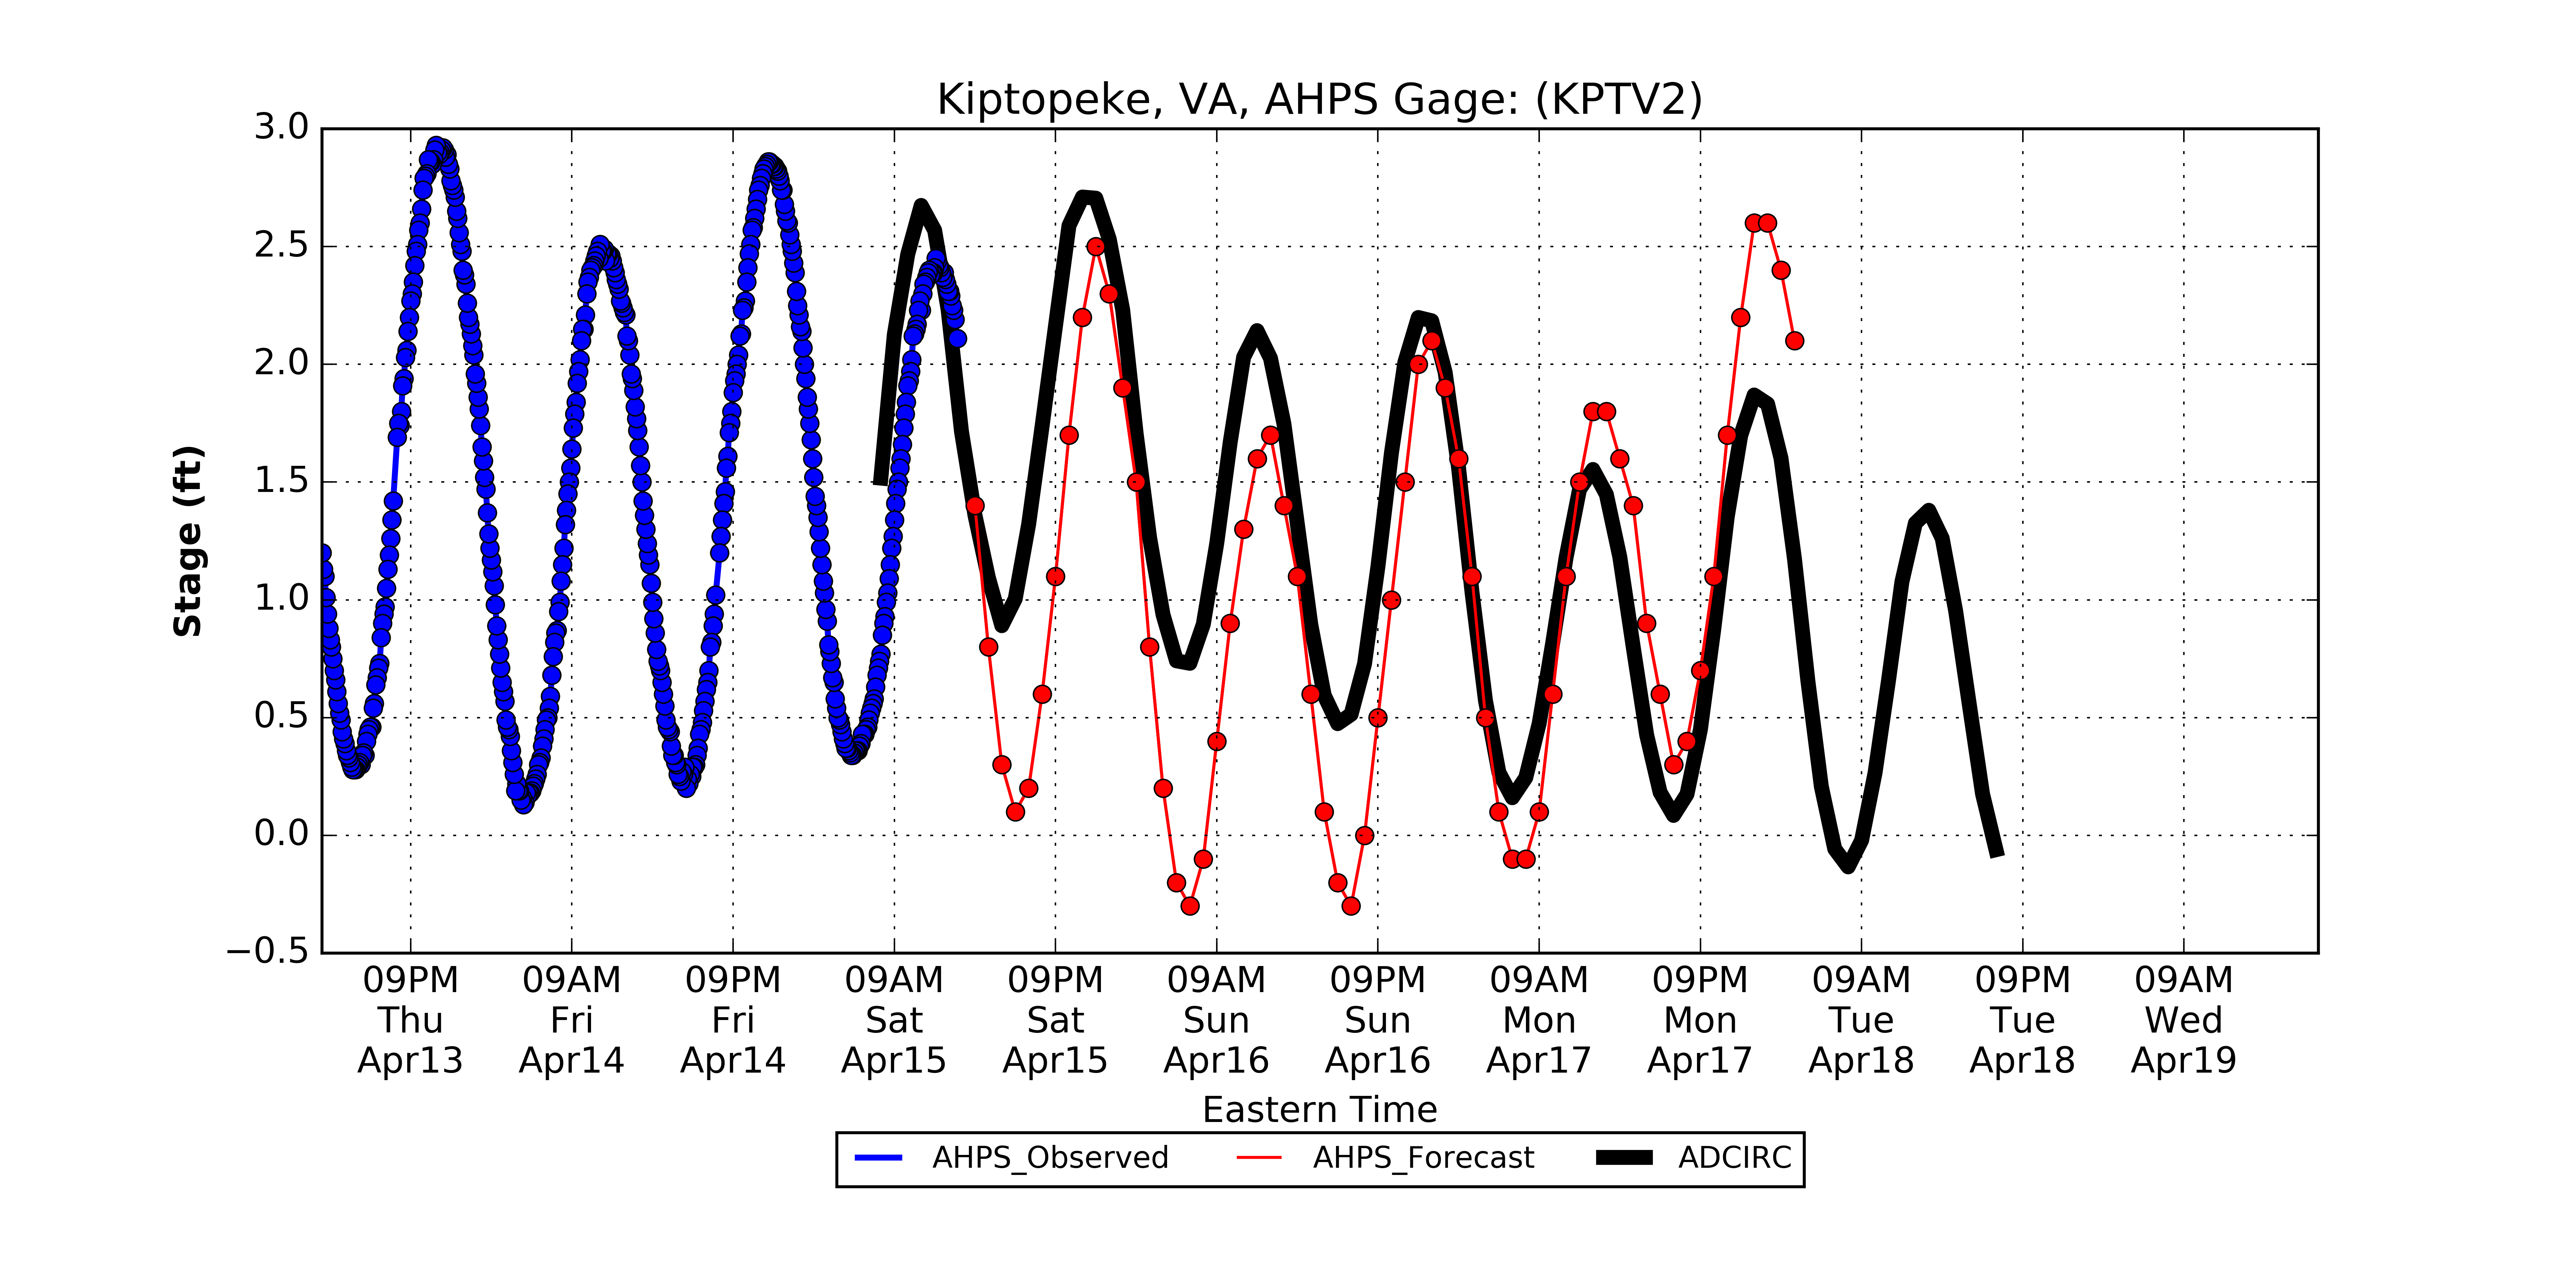 Kiptopeke, VA, AHPS Gage: (KPTV2)
Stage (ft)
3.0
2.5
2.0
1.5
1.0
0.5
0.0
−0.5
09PM 09AM 09PM 09AM 09PM 09AM 09PM 09AM 09PM 09AM 09PM 09AM
Thu Fri Fri Sat Sat Sun Sun Mon Mon Tue Tue Wed
Apr13 Apr14 Apr14 Apr15 Apr15 Apr16 Apr16 Apr17 Apr17 Apr18 Apr18 Apr19
Eastern Time
AHPS_Observed AHPS_Forecast ADCIRC